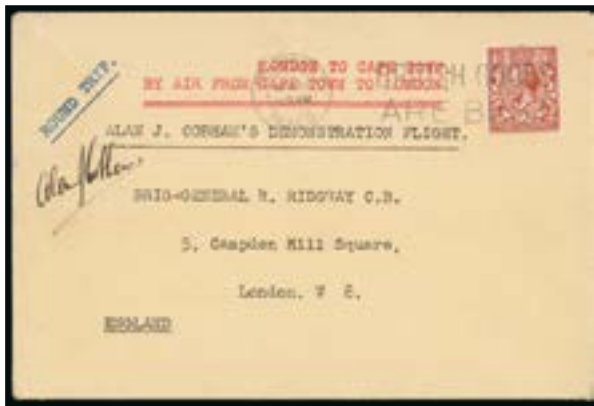 ROUND TRIP.
LONDON TO CAPE TOWN
BY AIR FROM CAPE TOWN TO LONDON
ARE B
ALAN J. COBHAM'S DEMONSTRATION FLIGHT.
BRIG-GENERAL R. RIDGWAY C.B.
5, Campden Hill Square,
London. W 8.
ENGLAND